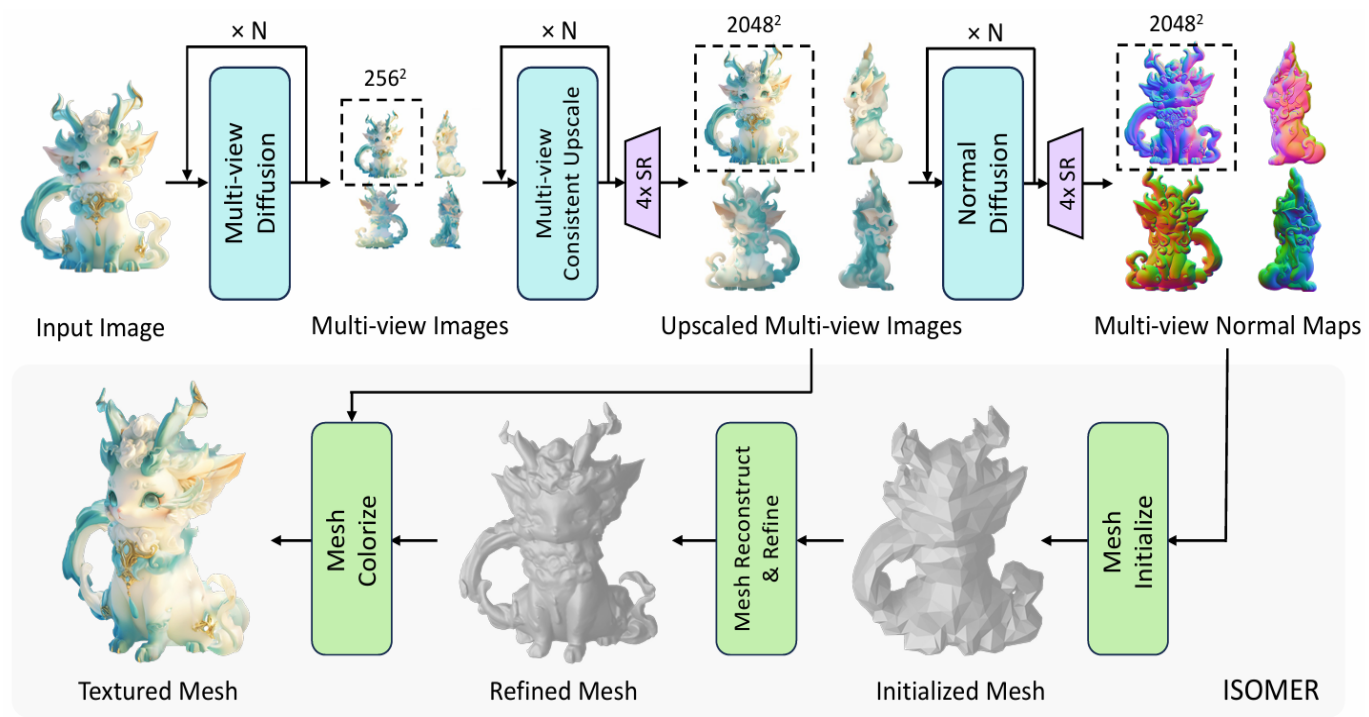 × N
× N
× N
256²
2048²
2048²
Multi-view
Diffusion
Multi-view
Consistent Upscale
4x SR
Normal
Diffusion
4x SR
Input Image
Multi-view Images
Upscaled Multi-view Images
Multi-view Normal Maps
Mesh
Colorize
Mesh Reconstruct
& Refine
Mesh
Initialize
Textured Mesh
Refined Mesh
Initialized Mesh
ISOMER